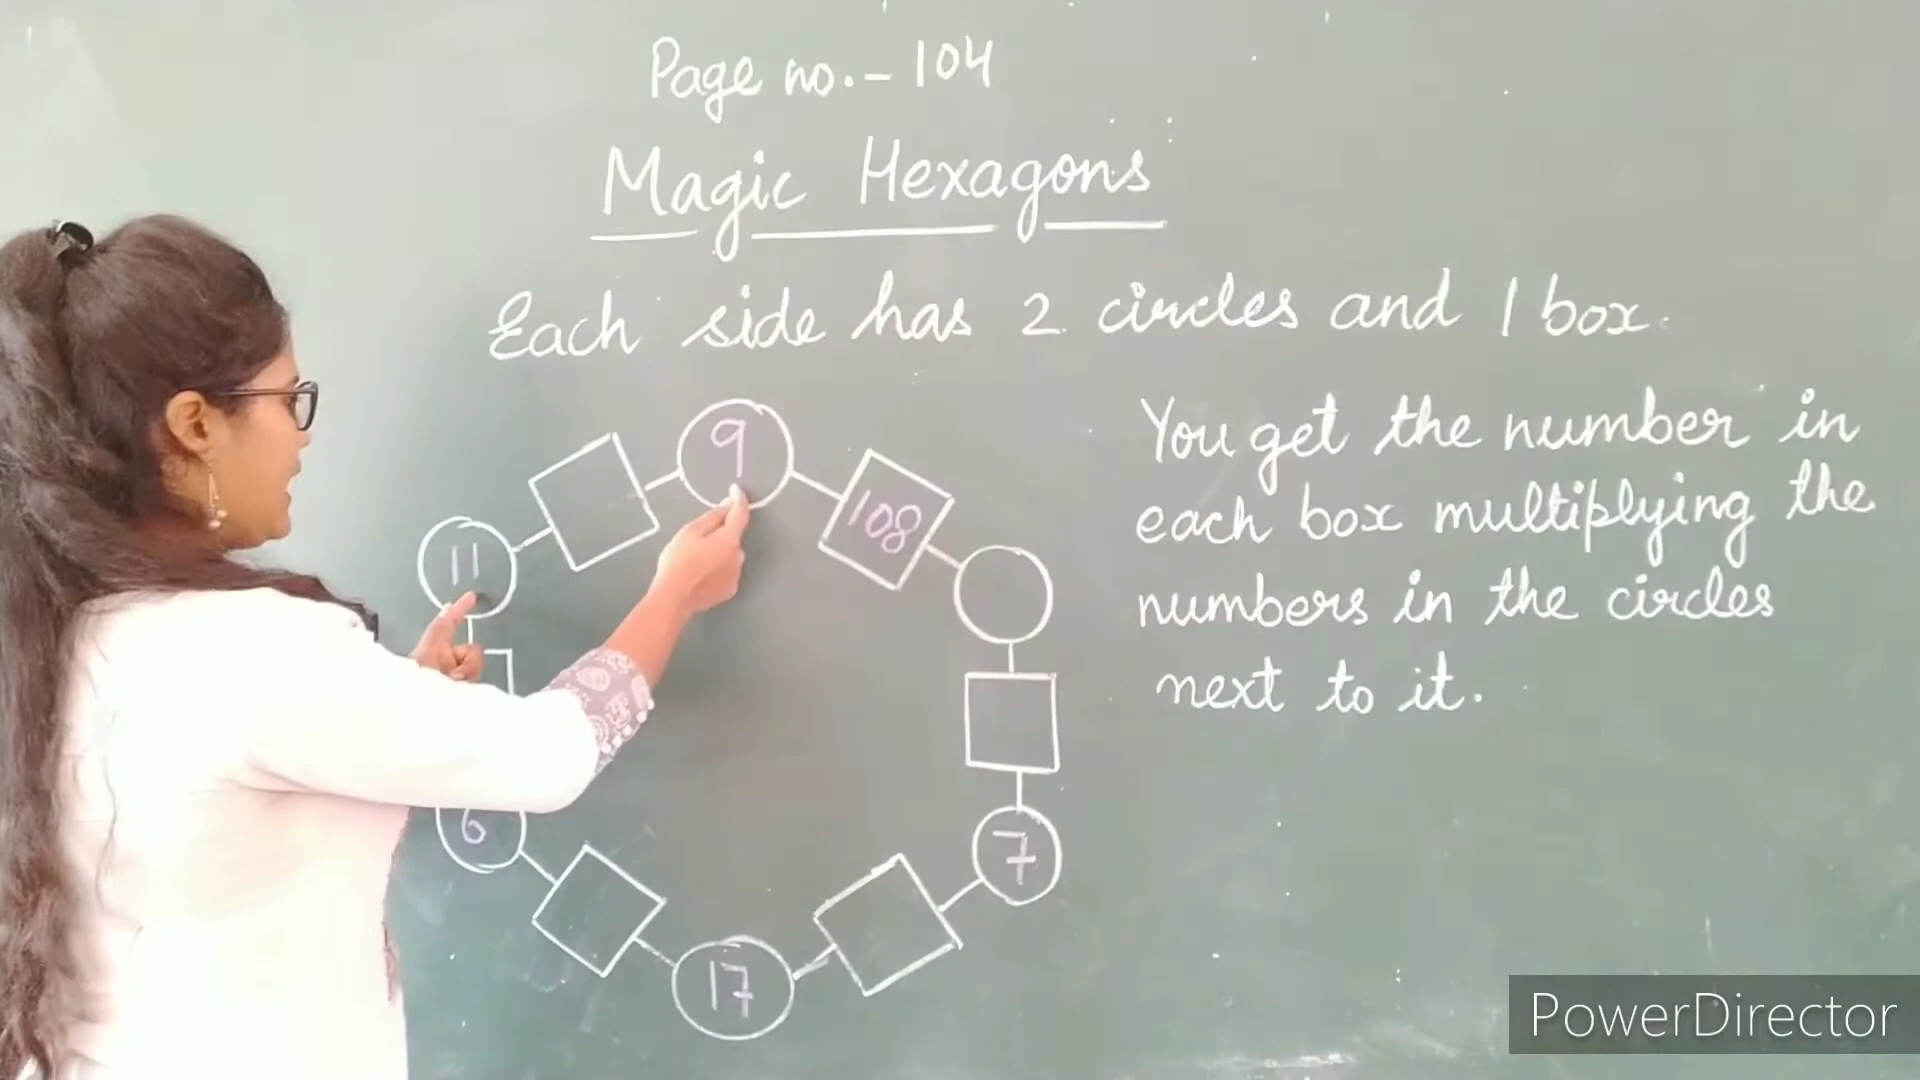 Page no.- 104
Magic Hexagons
Each side has 2 circles and 1 box.
You get the number in
each box multiplying the
numbers in the circles
next to it.
9
108
11
7
6
17
PowerDirector